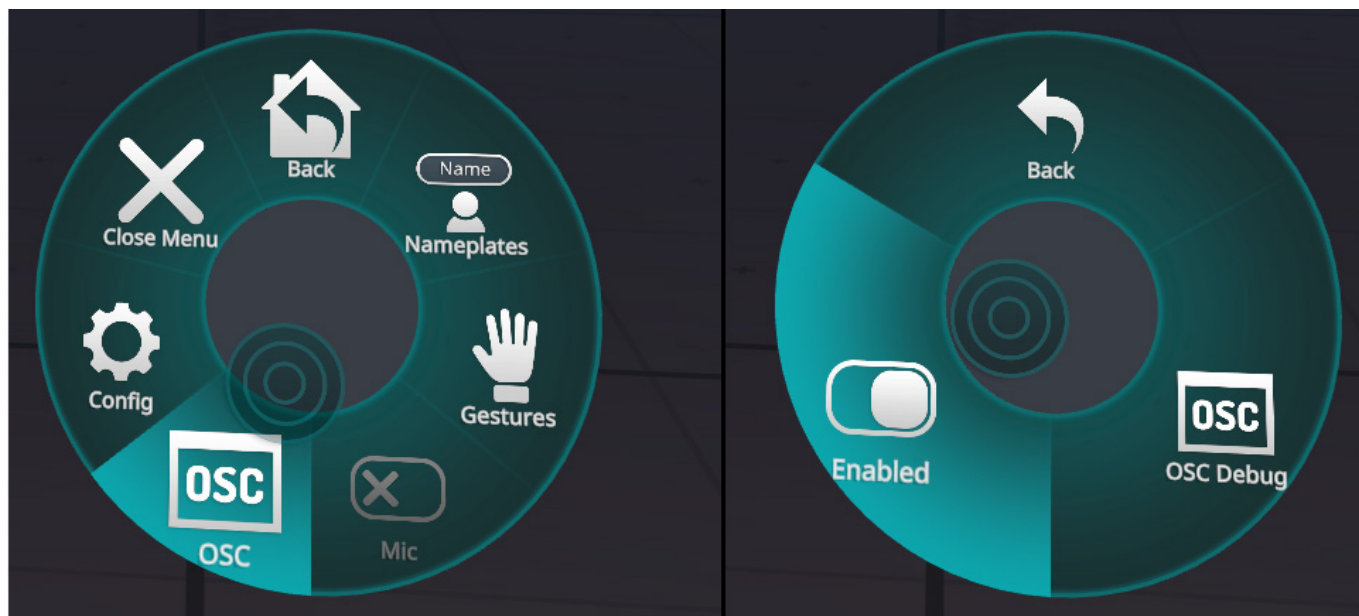 Back
Name
Nameplates
Close Menu
Gestures
Config
OSC
OSC
Mic
Back
Enabled
OSC
OSC Debug